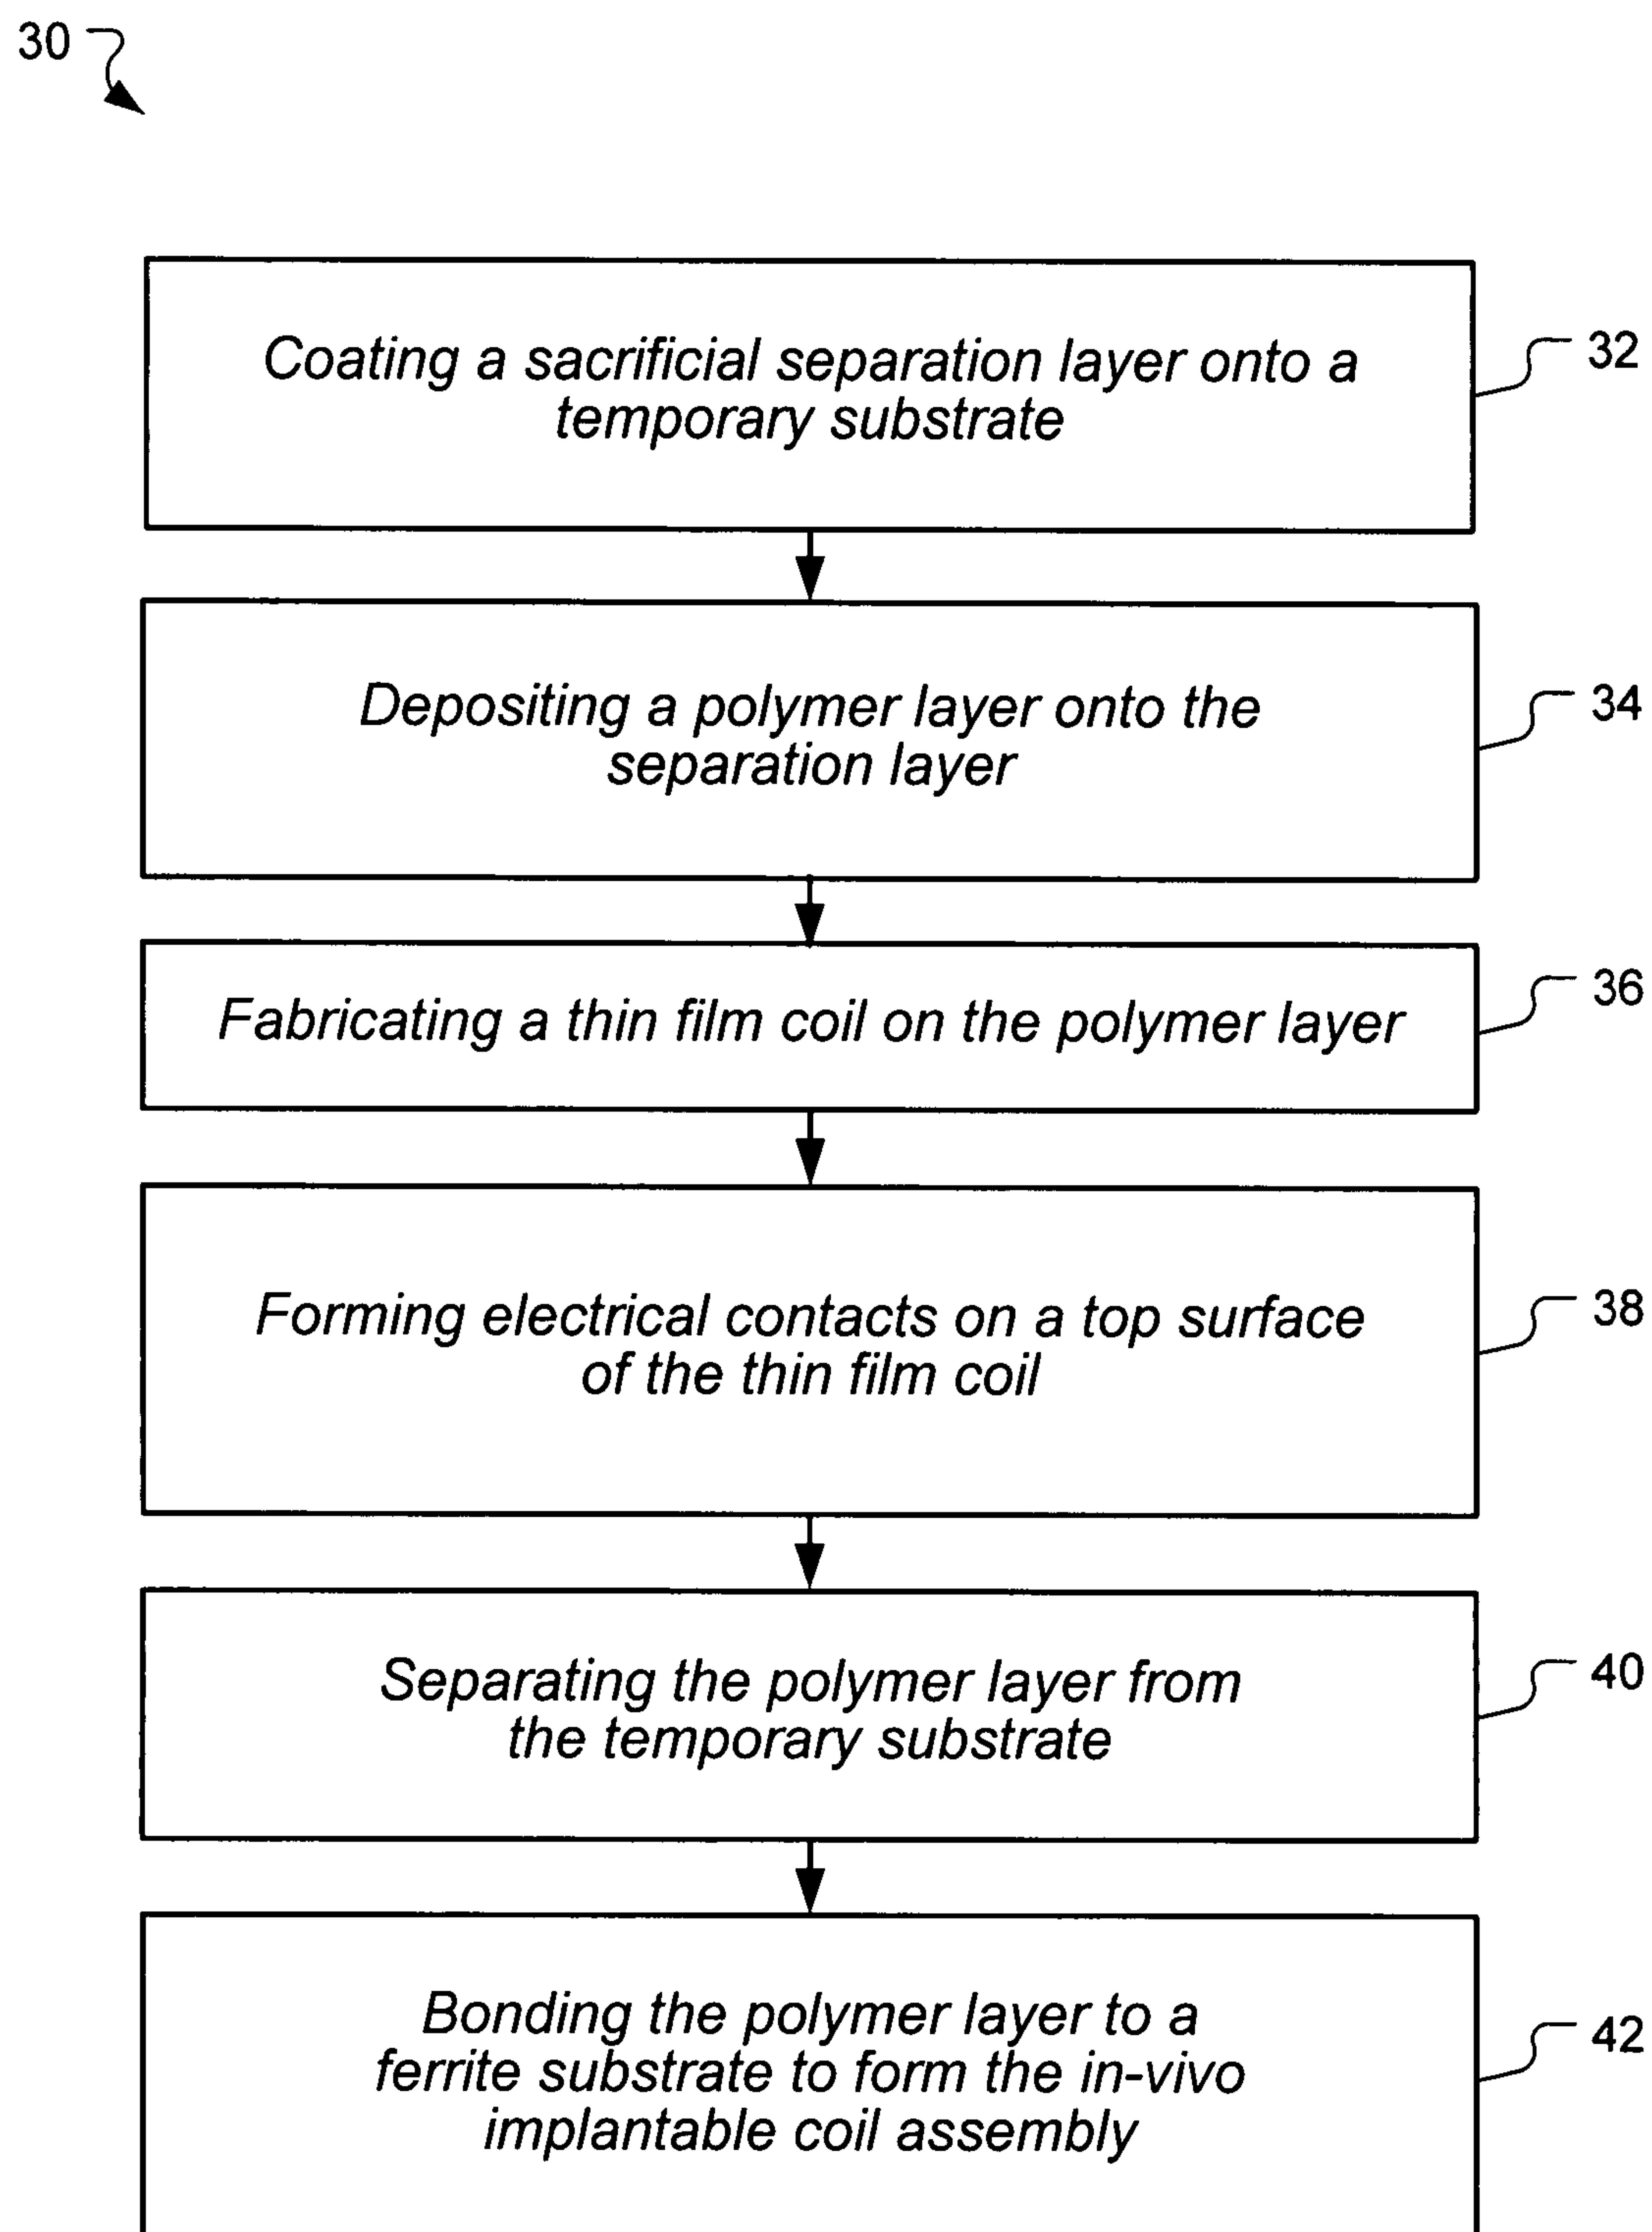 30
Coating a sacrificial separation layer onto a
temporary substrate
32
Depositing a polymer layer onto the
separation layer
34
Fabricating a thin film coil on the polymer layer
36
Forming electrical contacts on a top surface
of the thin film coil
38
Separating the polymer layer from
the temporary substrate
40
Bonding the polymer layer to a
ferrite substrate to form the in-vivo
implantable coil assembly
42